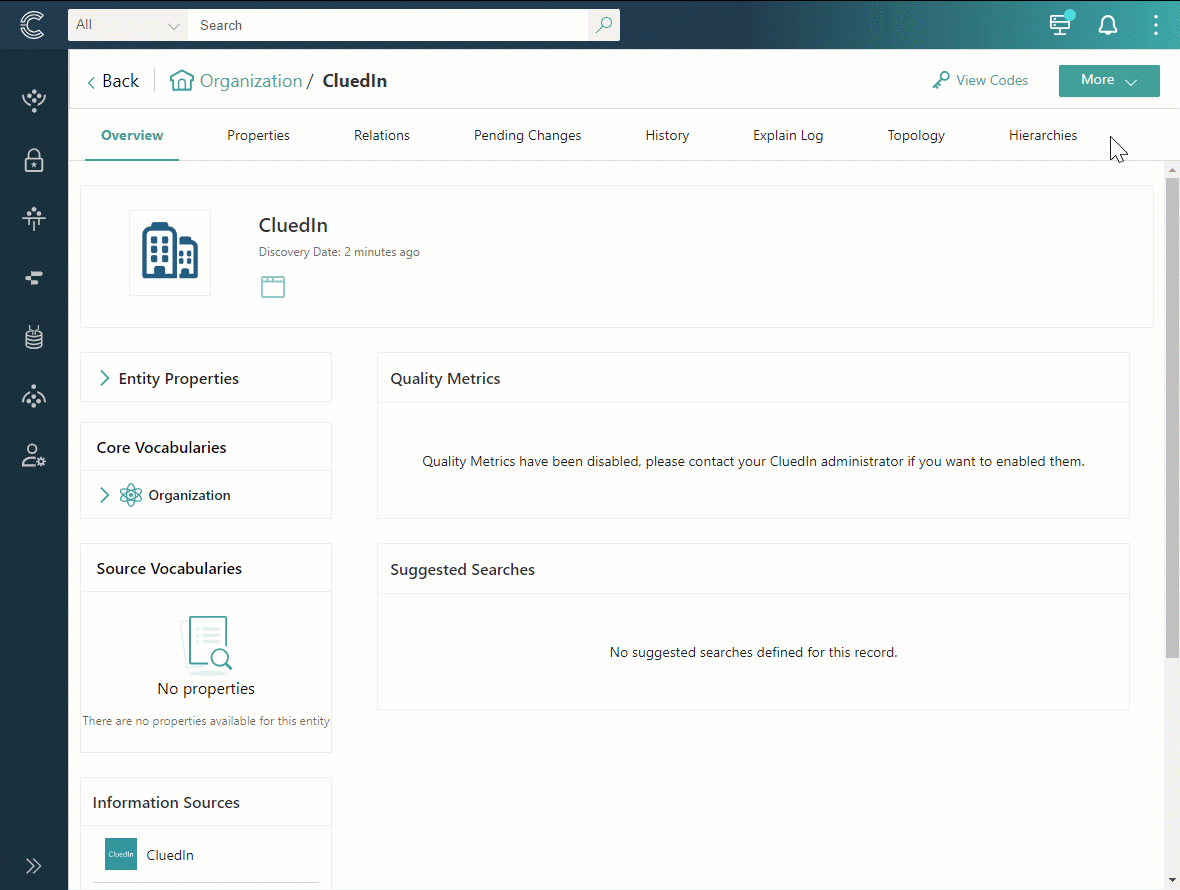 All
Search
Back
Organization / CluedIn
View Codes
More
Overview
Properties
Relations
Pending Changes
History
Explain Log
Topology
Hierarchies
CluedIn
Discovery Date: 2 minutes ago
Entity Properties
Quality Metrics
Quality Metrics have been disabled, please contact your CluedIn administrator if you want to enabled them.
Core Vocabularies
Organization
Source Vocabularies
No properties
There are no properties available for this entity
Suggested Searches
No suggested searches defined for this record.
Information Sources
CluedIn
CluedIn